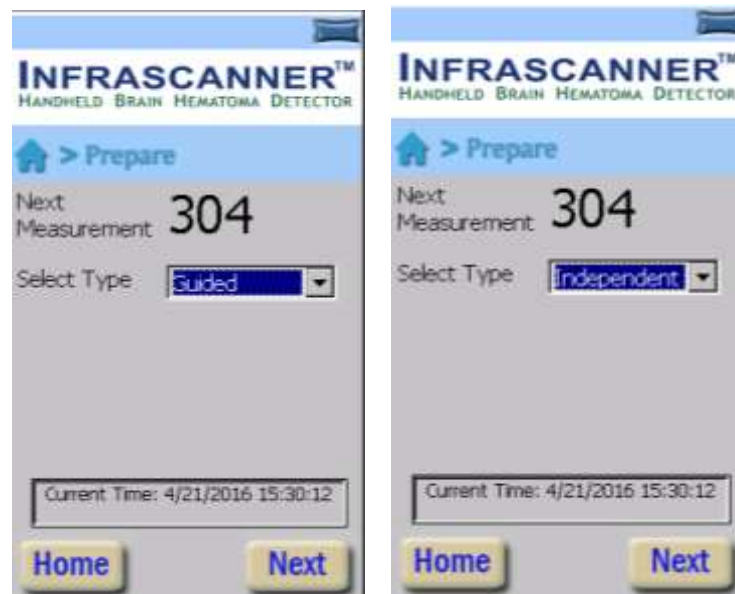 INFRASCANNER™
HANDHELD BRAIN HEMATOMA DETECTOR
> Prepare
Next
Measurement 304
Select Type Guided
Current Time: 4/21/2016 15:30:12
Home Next
INFRASCANNER™
HANDHELD BRAIN HEMATOMA DETECTOR
> Prepare
Next
Measurement 304
Select Type Independent
Current Time: 4/21/2016 15:30:12
Home Next